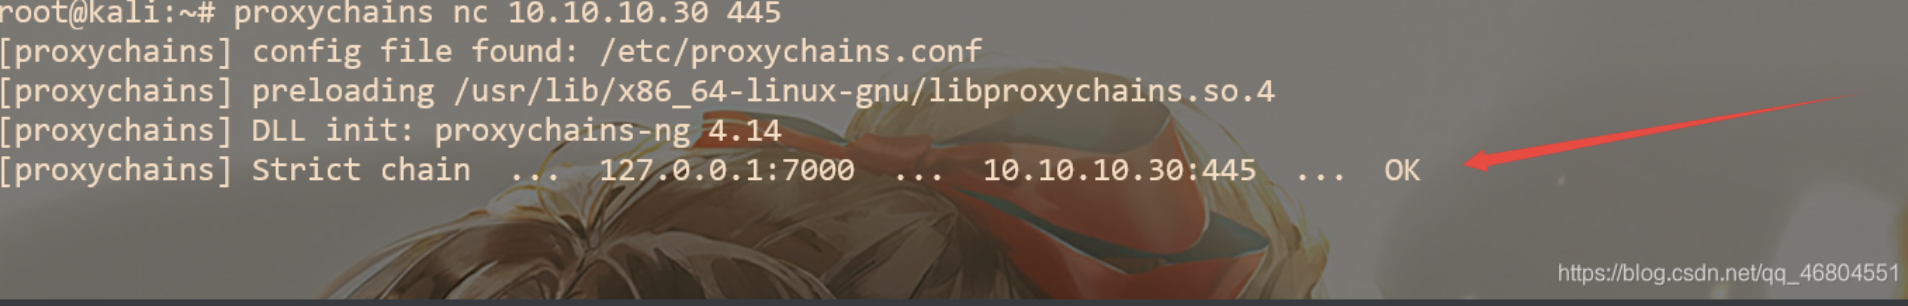 root@kali:~# proxychains nc 10.10.10.30 445
[proxychains] config file found: /etc/proxychains.conf
[proxychains] preloading /usr/lib/x86_64-linux-gnu/libproxychains.so.4
[proxychains] DLL init: proxychains-ng 4.14
[proxychains] Strict chain  ...  127.0.0.1:7000  ...  10.10.10.30:445  ...  OK
https://blog.csdn.net/qq_46804551